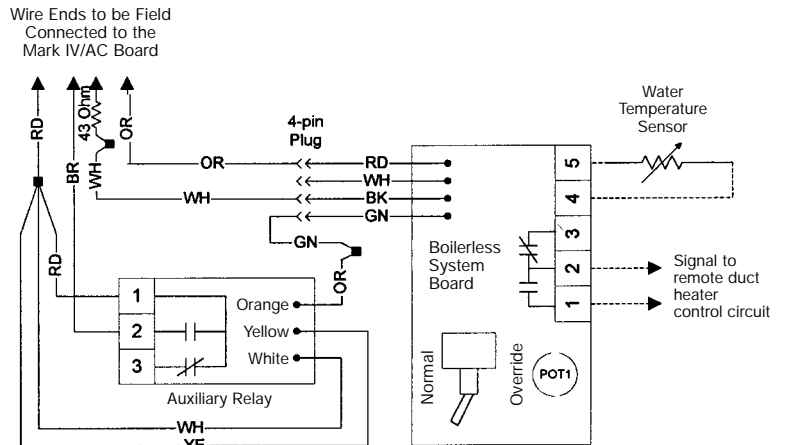 Wire Ends to be Field
Connected to the
Mark IV/AC Board
RD
BR
43 Ohm
WH
OR
OR
WH
4-pin
Plug
RD
WH
BK
GN
GN
OR
RD
Boilerless
System
Board
5
4
3
2
1
Water
Temperature
Sensor
Signal to
remote duct
heater
control circuit
1
2
3
Orange
Yellow
White
Auxiliary Relay
Normal
Override
POT1
WH
YE